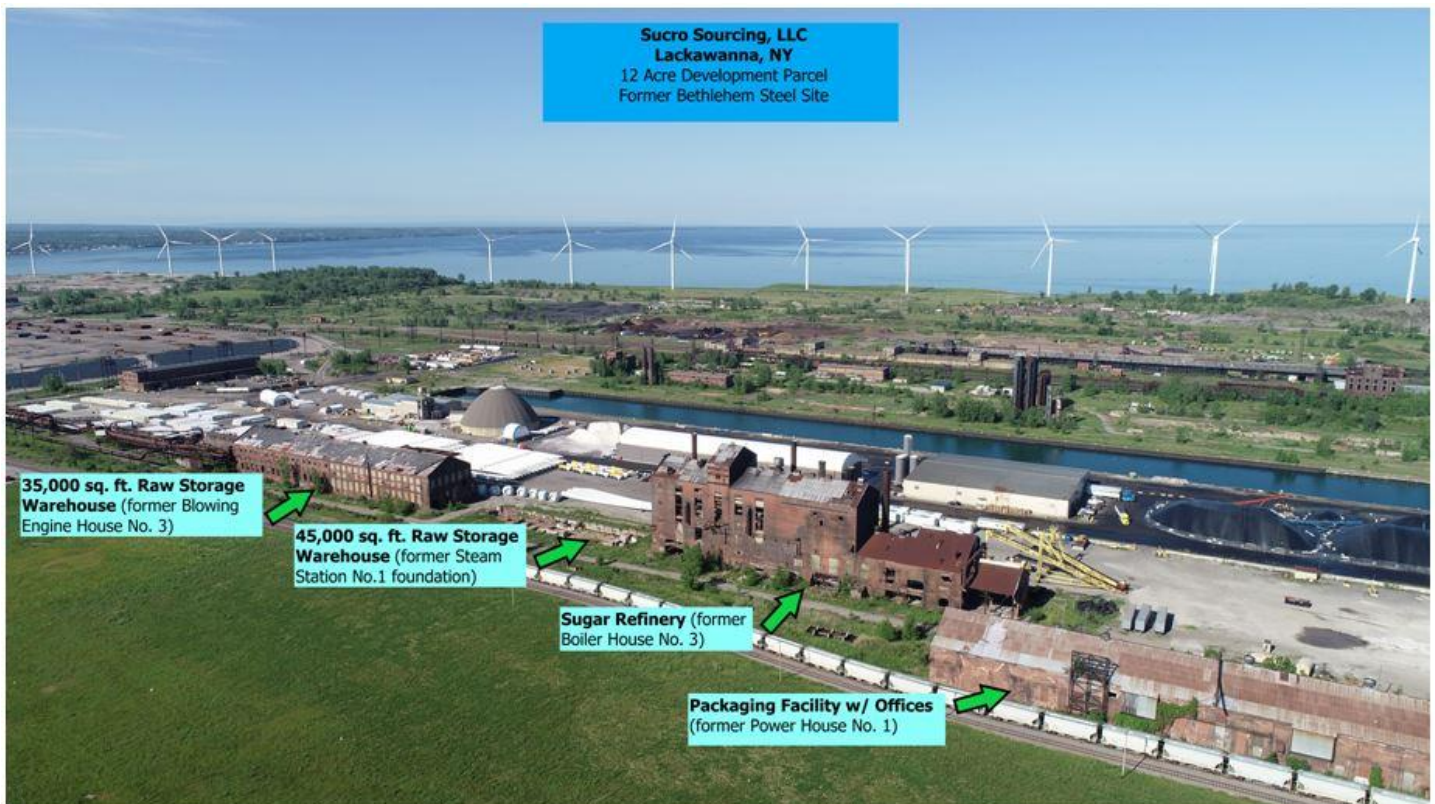 Sucro Sourcing, LLC
Lackawanna, NY
12 Acre Development Parcel
Former Bethlehem Steel Site
35,000 sq. ft. Raw Storage
Warehouse (former Blowing
Engine House No. 3)
45,000 sq. ft. Raw Storage
Warehouse (former Steam
Station No.1 foundation)
Sugar Refinery (former
Boiler House No. 3)
Packaging Facility w/ Offices
(former Power House No. 1)